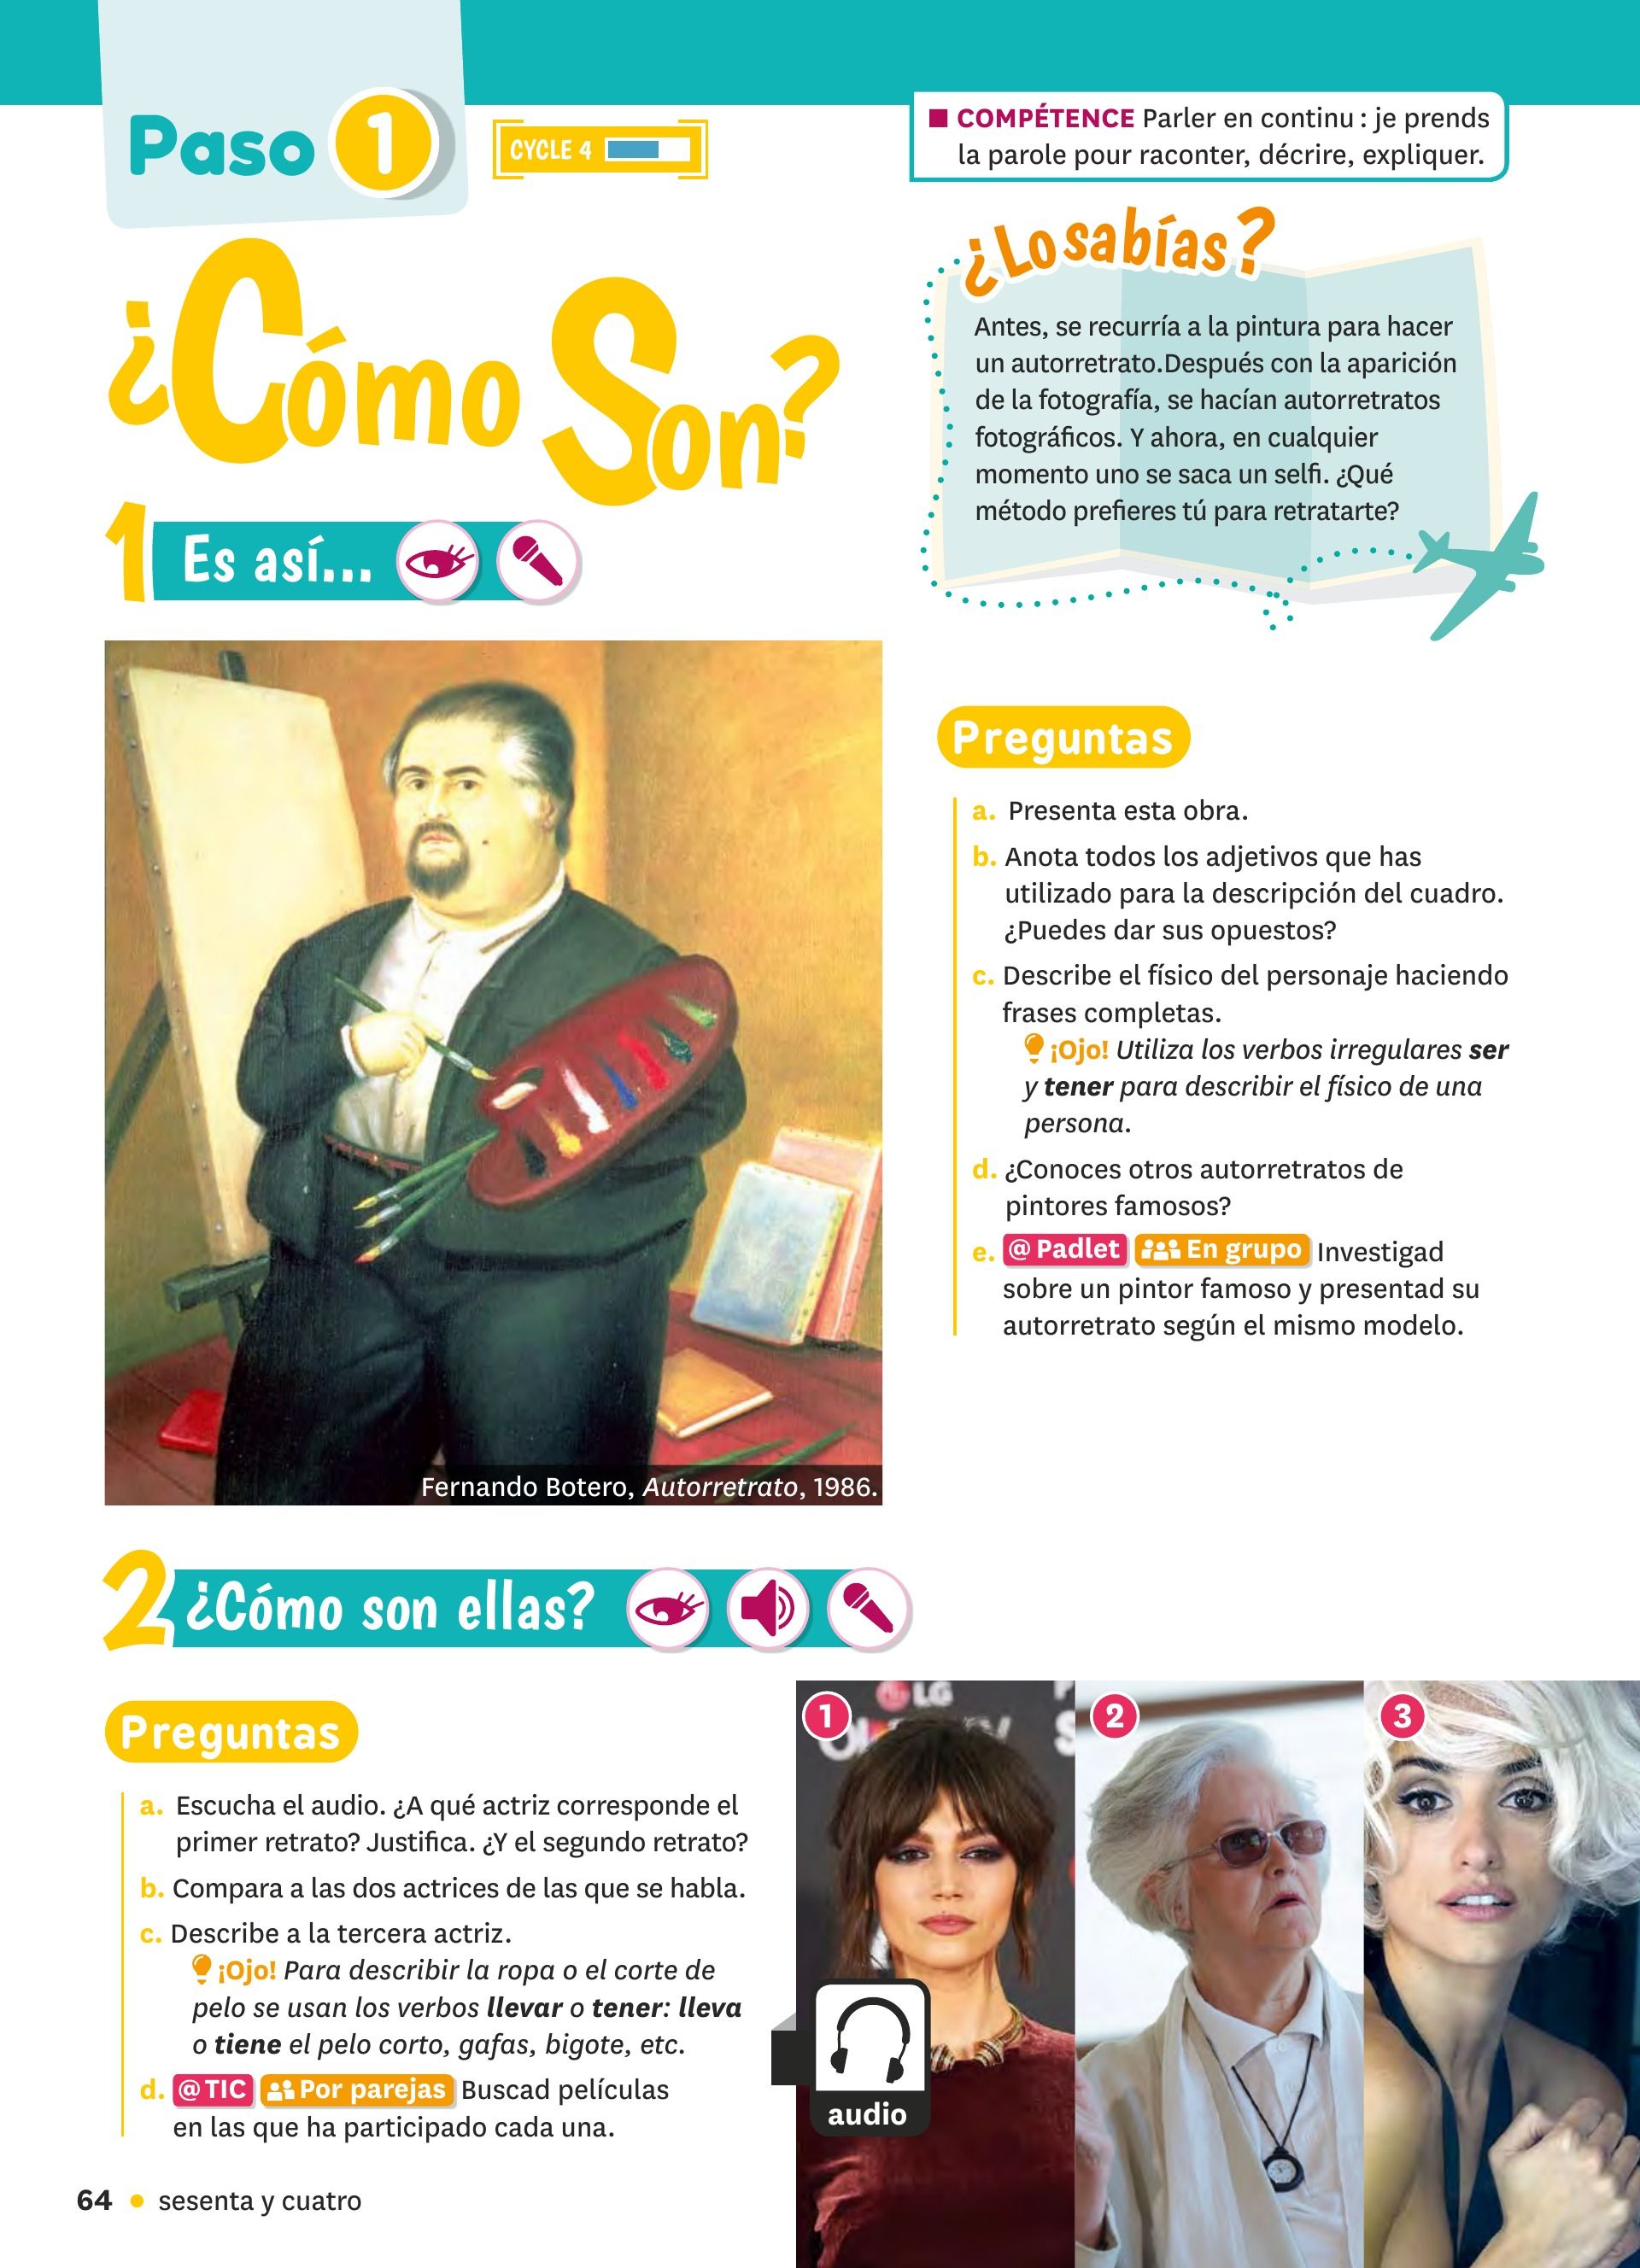 Paso 1
CYCLE 4
COMPÉTENCE Parler en continu : je prends
la parole pour raconter, décrire, expliquer.
¿Cómo Son?
¿Lo sabías?
Antes, se recurría a la pintura para hacer
un autorretrato.Después con la aparición
de la fotografía, se hacían autorretratos
fotográficos. Y ahora, en cualquier
momento uno se saca un selfi. ¿Qué
método prefieres tú para retratarte?
1 Es así...
Fernando Botero, Autorretrato, 1986.
Preguntas
a. Presenta esta obra.
b. Anota todos los adjetivos que has
utilizado para la descripción del cuadro.
¿Puedes dar sus opuestos?
c. Describe el físico del personaje haciendo
frases completas.
¡Ojo! Utiliza los verbos irregulares ser
y tener para describir el físico de una
persona.
d. ¿Conoces otros autorretratos de
pintores famosos?
e. @ Padlet En grupo Investigad
sobre un pintor famoso y presentad su
autorretrato según el mismo modelo.
2 ¿Cómo son ellas?
Preguntas
a. Escucha el audio. ¿A qué actriz corresponde el
primer retrato? Justifica. ¿Y el segundo retrato?
b. Compara a las dos actrices de las que se habla.
c. Describe a la tercera actriz.
¡Ojo! Para describir la ropa o el corte de
pelo se usan los verbos llevar o tener: lleva
o tiene el pelo corto, gafas, bigote, etc.
d. @ TIC Por parejas Buscad películas
en las que ha participado cada una.
1
LG
2
3
audio
64 • sesenta y cuatro